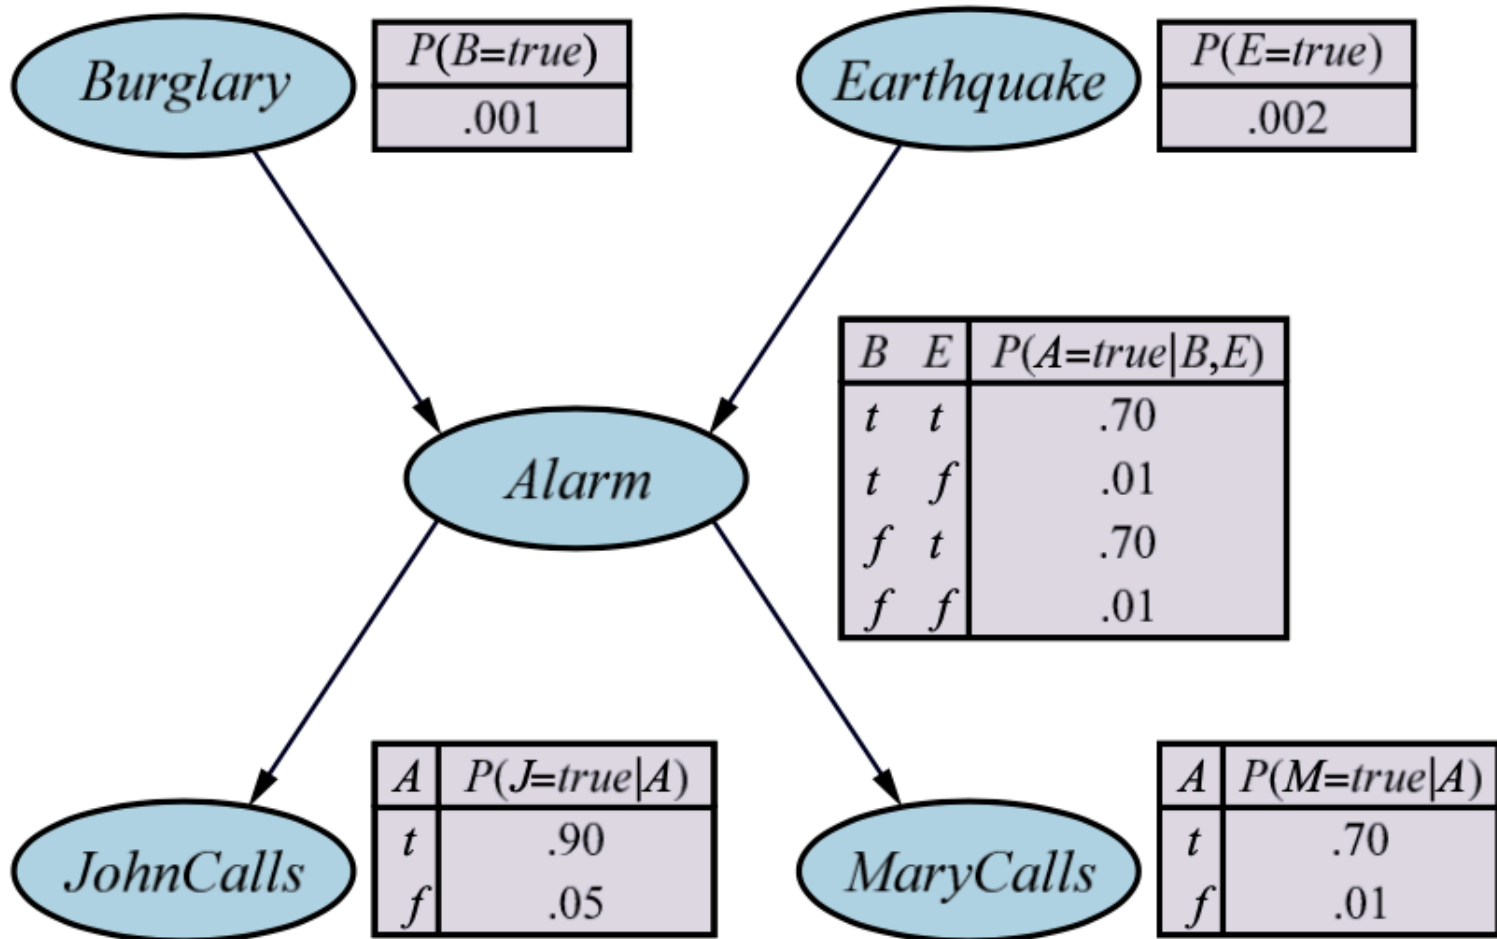 Burglary
P(B=true)
.001
Earthquake
P(E=true)
.002
B E P(A=true|B,E)
t t .70
t f .01
f t .70
f f .01
Alarm
A P(J=true|A)
t .90
f .05
JohnCalls
A P(M=true|A)
t .70
f .01
MaryCalls